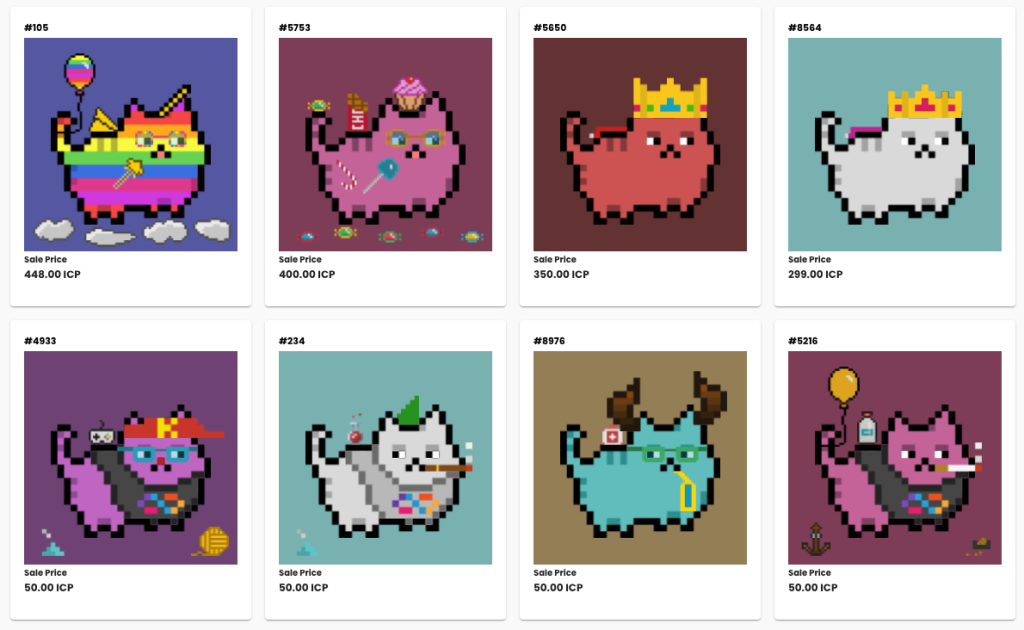 #105
#5753
#5650
#8564
CHO
Sale Price
448.00 ICP
Sale Price
400.00 ICP
Sale Price
350.00 ICP
Sale Price
299.00 ICP
#4933
#234
#8976
#5216
K
Sale Price
50.00 ICP
Sale Price
50.00 ICP
Sale Price
50.00 ICP
Sale Price
50.00 ICP